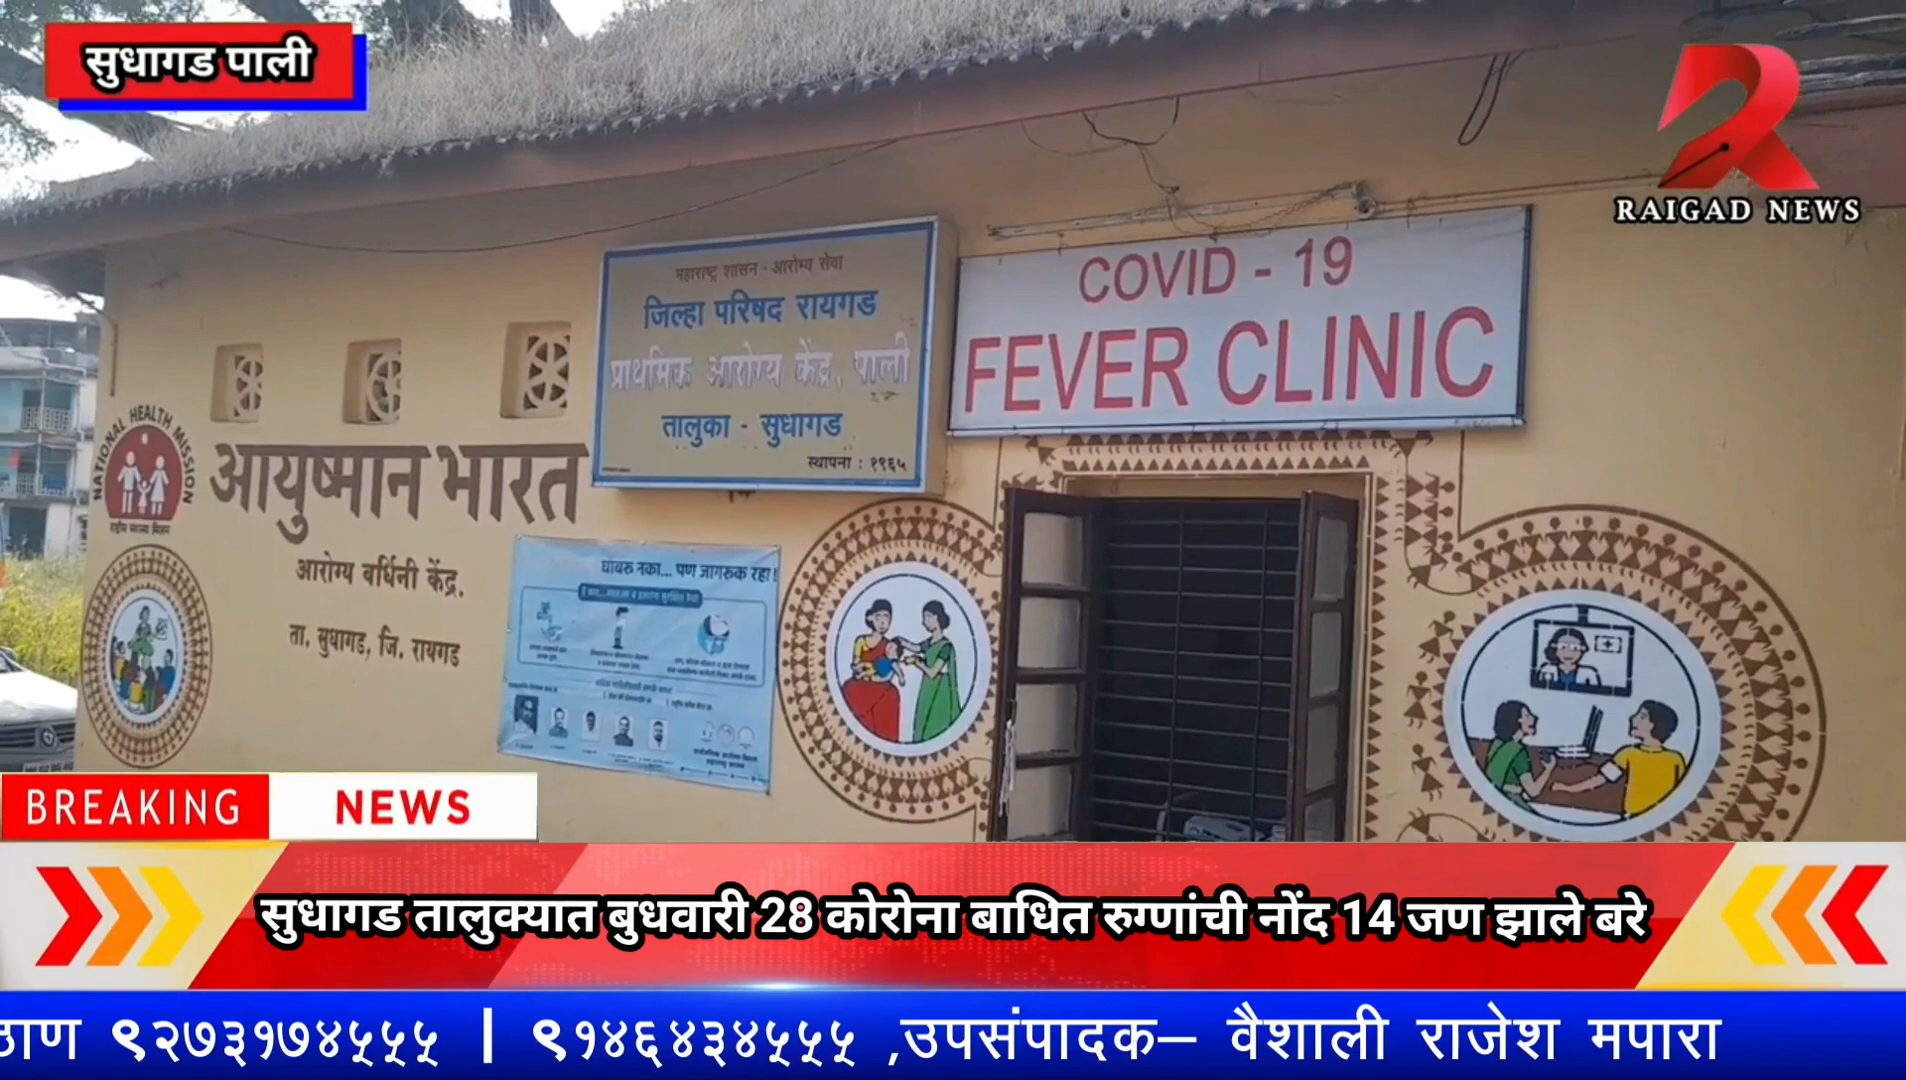 सुधागड पाली
RAIGAD NEWS
महाराष्ट्र शासन - आरोग्य सेवा
जिल्हा परिषद रायगड
प्राथमिक आरोग्य केंद्र, पाली
तालुका - सुधागड
स्थापना : १९६५
COVID - 19
FEVER CLINIC
NATIONAL HEALTH MISSION
आयुष्मान भारत
आरोग्य वर्धिनी केंद्र.
ता. सुधागड, जि. रायगड
घाबरु नका... पण जागरुक रहा!
BREAKING NEWS
सुधागड तालुक्यात बुधवारी 28 कोरोना बाधित रुग्णांची नोंद 14 जण झाले बरे
ठाण ९२७३१७४५५५ | ९१४६४३४५५५ ,उपसंपादक– वैशाली राजेश मपारा